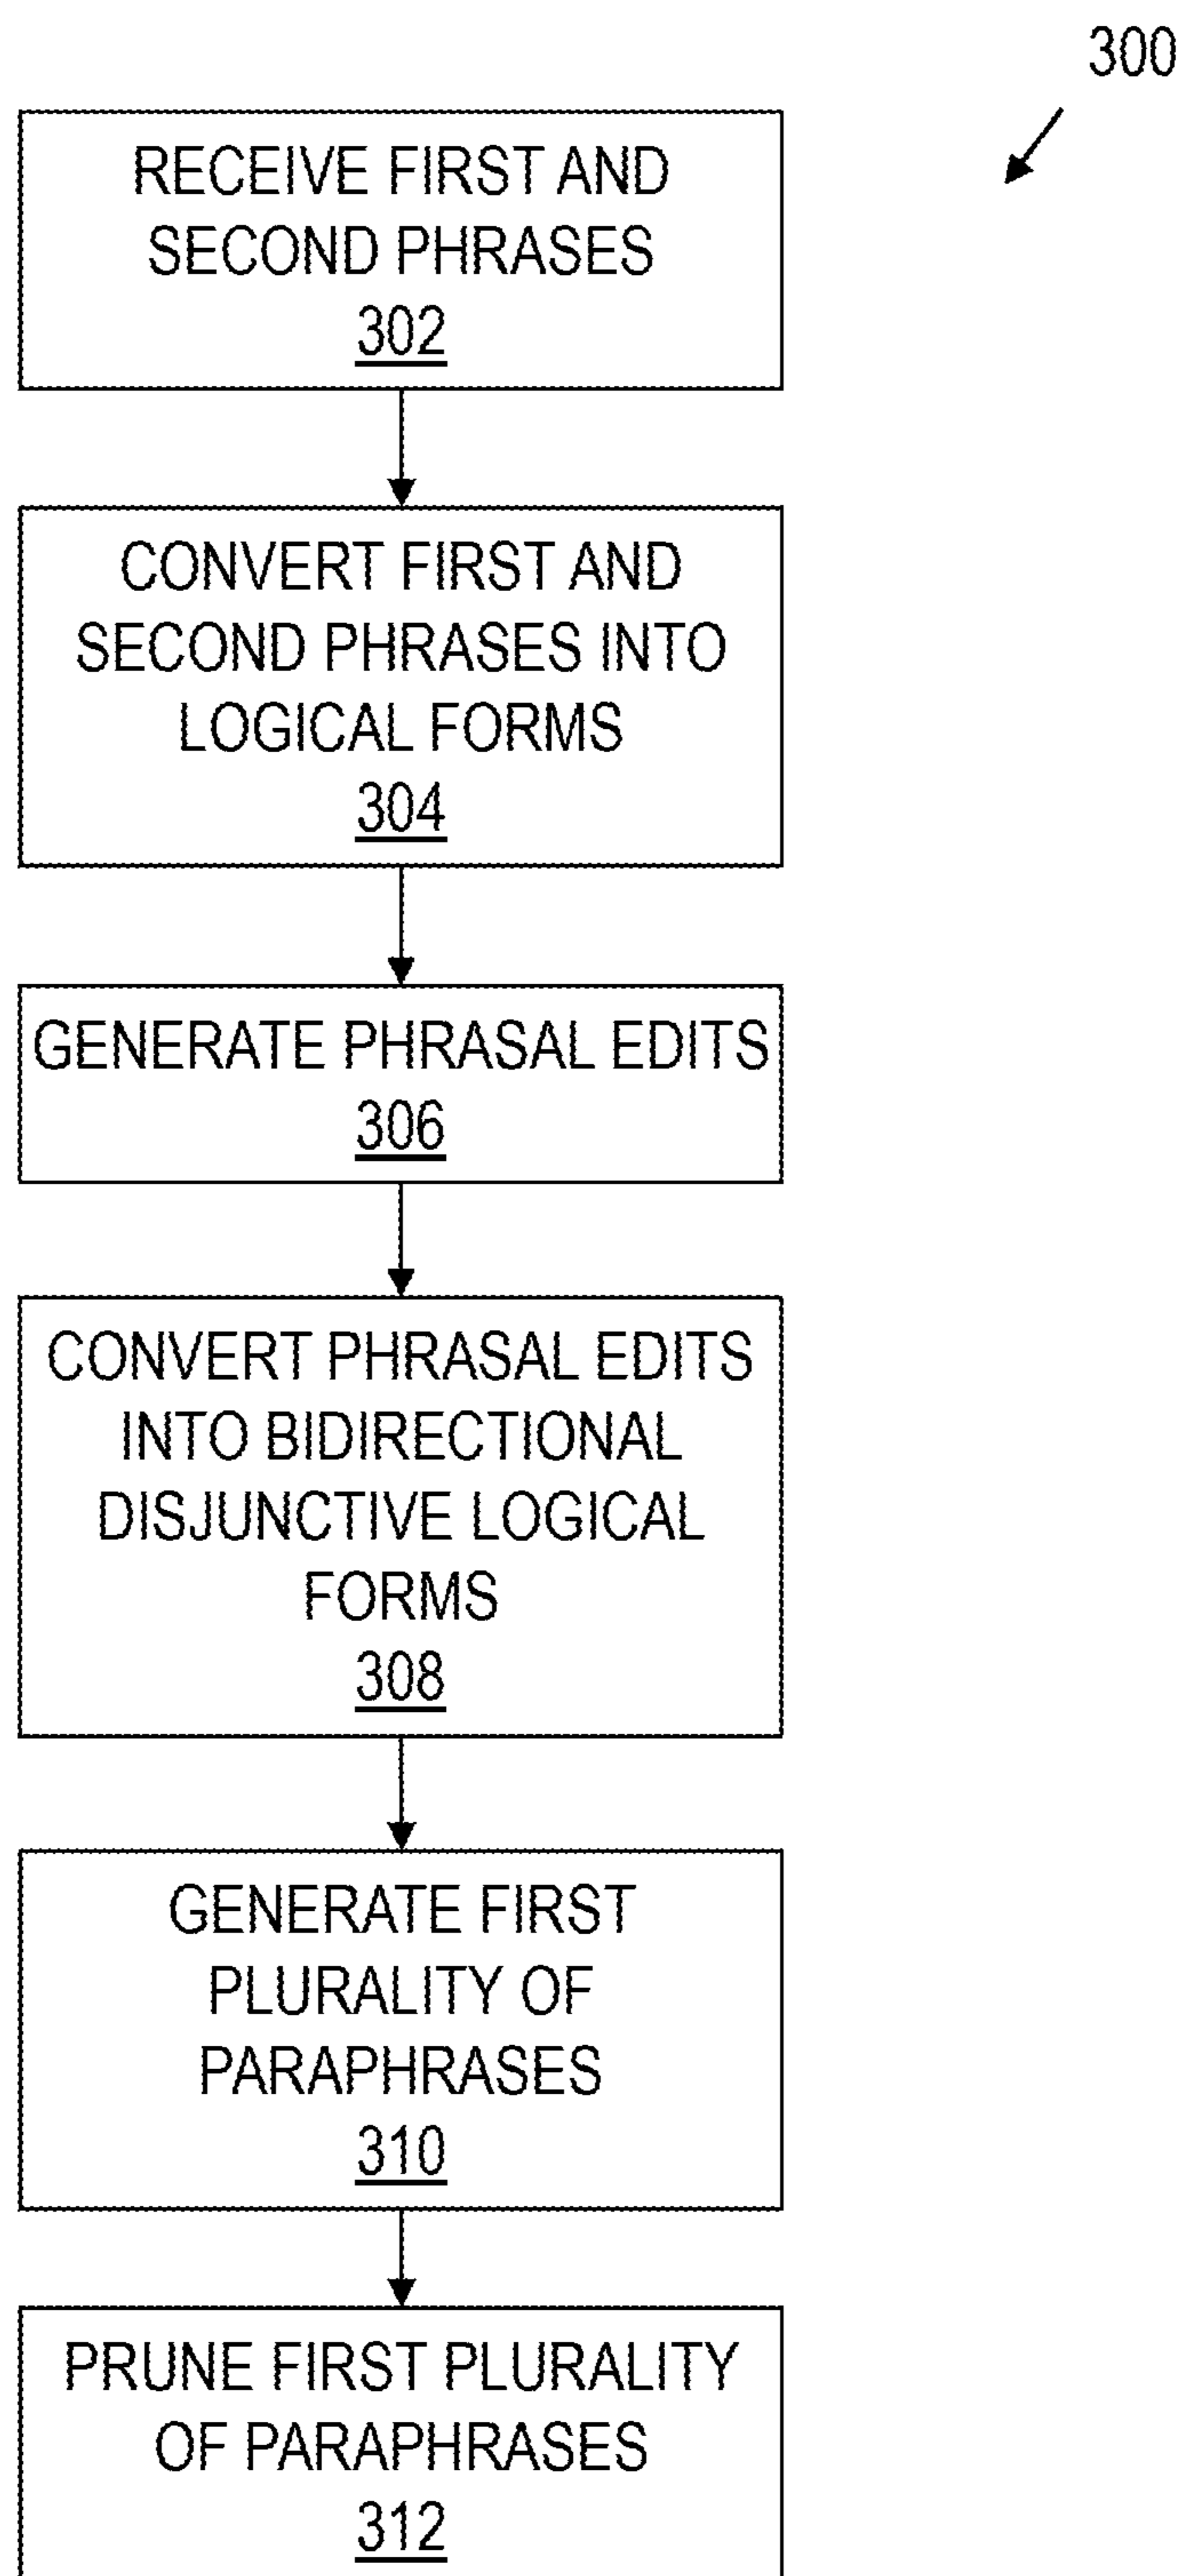 300
RECEIVE FIRST AND
SECOND PHRASES
302
CONVERT FIRST AND
SECOND PHRASES INTO
LOGICAL FORMS
304
GENERATE PHRASAL EDITS
306
CONVERT PHRASAL EDITS
INTO BIDIRECTIONAL
DISJUNCTIVE LOGICAL
FORMS
308
GENERATE FIRST
PLURALITY OF
PARAPHRASES
310
PRUNE FIRST PLURALITY
OF PARAPHRASES
312